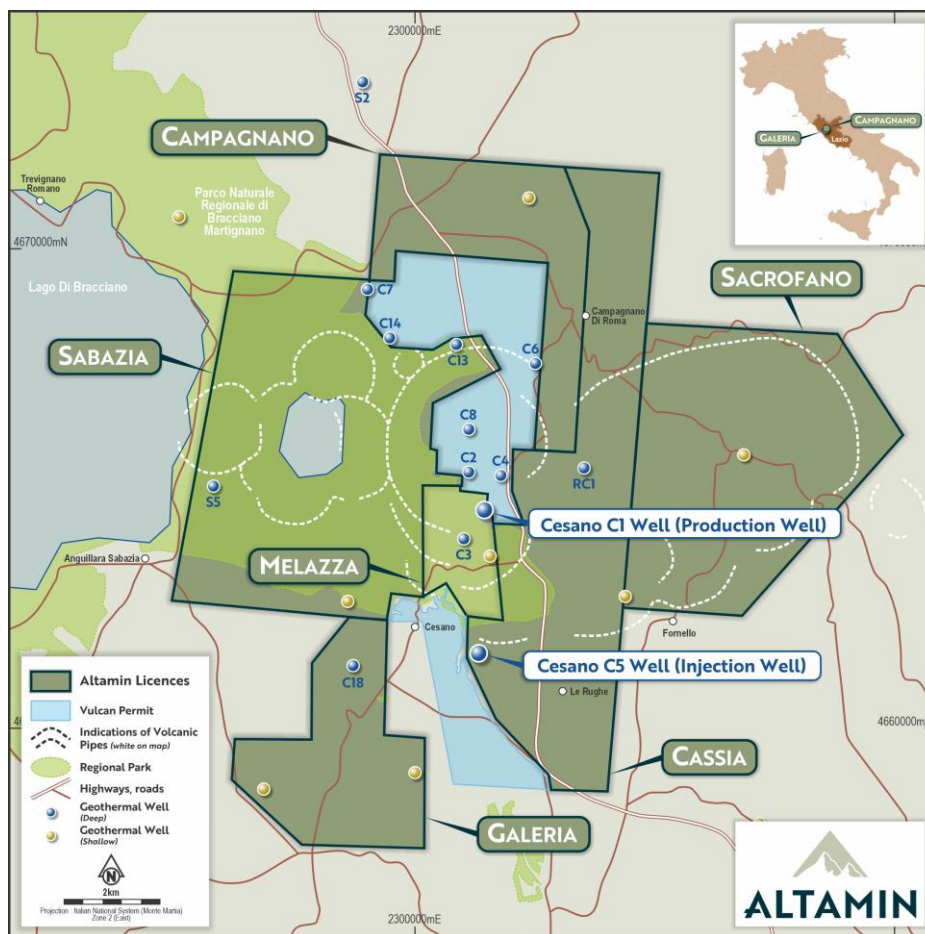 2300000mE
S2
CAMPAGNANO
CAMPAGNANO
GALERIA
Lazio
Trevignano
Romano
Parco Naturale
Regionale di
Bracciano
Martignano
4670000mN
Lago Di Bracciano
SACROFANO
C7
Campagnano
Di Roma
C14
C13
SABAZIA
C6
C8
C2
C4
RC1
S5
Cesano C1 Well (Production Well)
C3
Anguillara Sabazia
MELAZZA
Cesano
Formello
Cesano C5 Well (Injection Well)
C18
Le Rughe
4660000mN
CASSIA
GALERIA
Altamin Licences
Vulcan Permit
Indications of Volcanic
Pipes (white on map)
Regional Park
Highways, roads
Geothermal Well
(Deep)
Geothermal Well
(Shallow)
N
2km
Projection : Italian National System (Monte Martia)
Zone 2 (East)
2300000mE
ALTAMIN